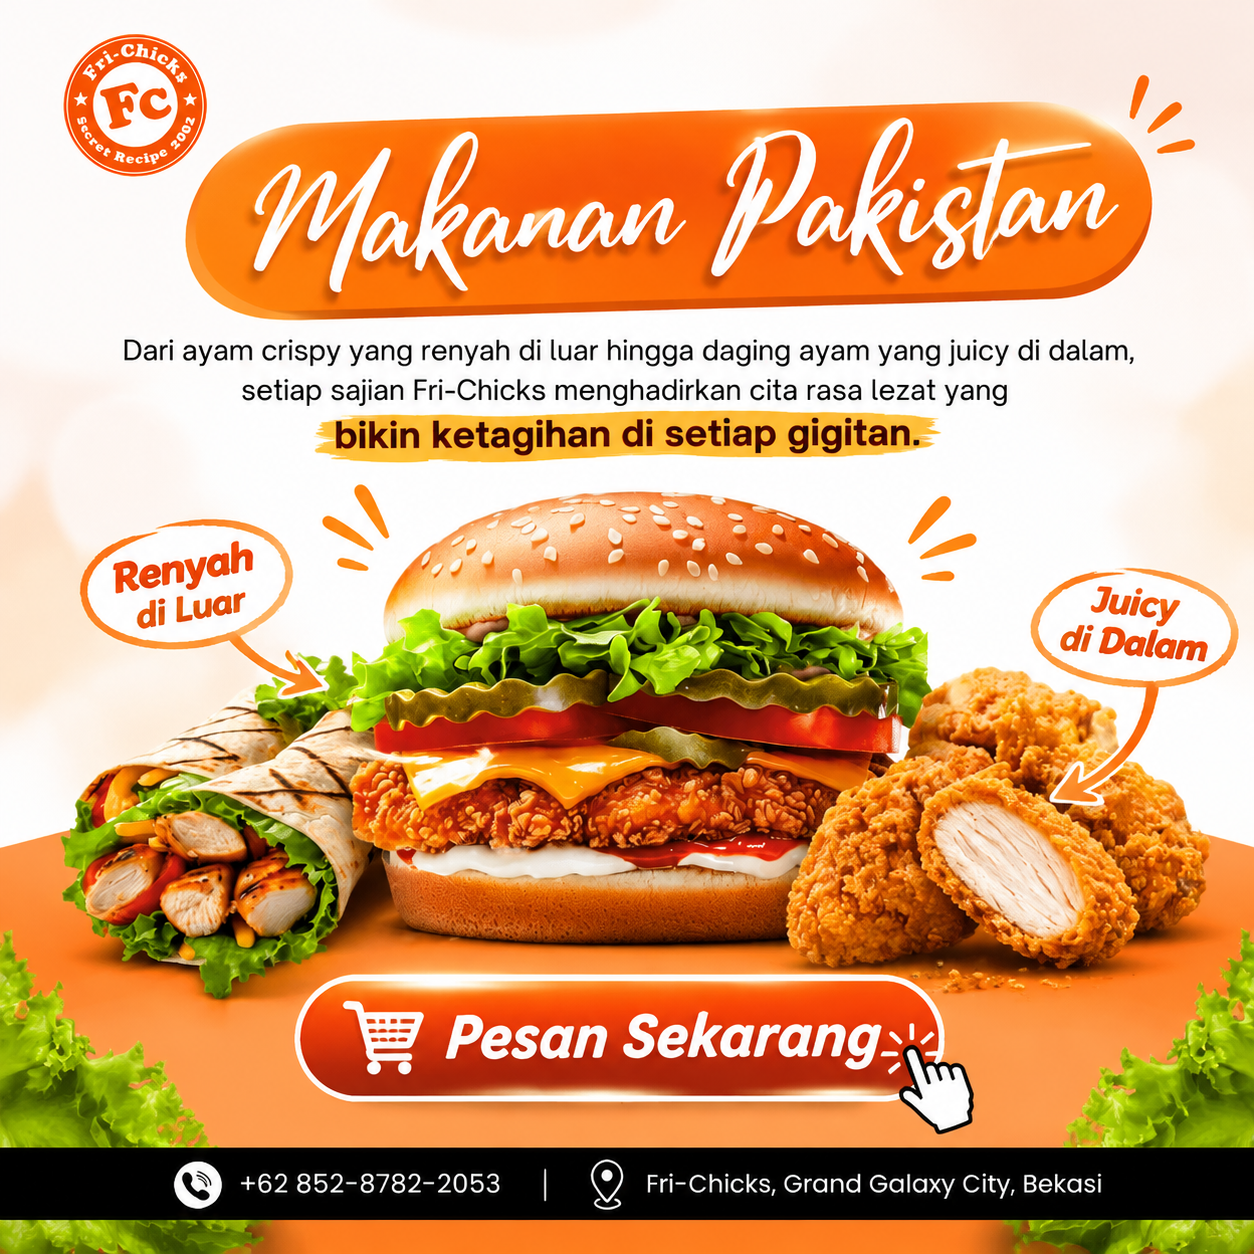 Fri-Chicks
Fc
Secret Recipe 2002
Makanan Pakistan
Dari ayam crispy yang renyah di luar hingga daging ayam yang juicy di dalam,
setiap sajian Fri-Chicks menghadirkan cita rasa lezat yang
bikin ketagihan di setiap gigitan.
Renyah
di Luar
Juicy
di Dalam
Pesan Sekarang
+62 852-8782-2053 | Fri-Chicks, Grand Galaxy City, Bekasi